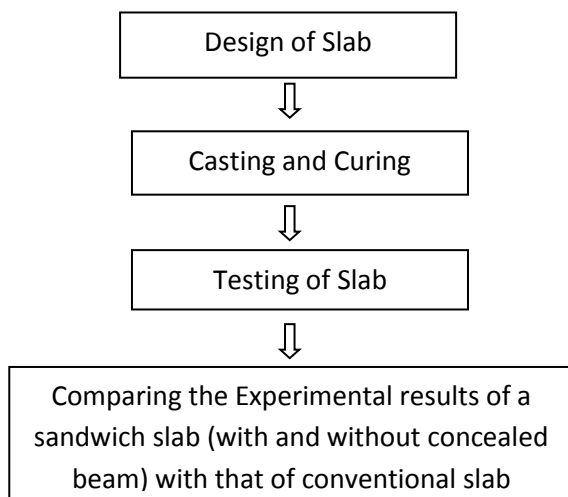 Design of Slab
Casting and Curing
Testing of Slab
Comparing the Experimental results of a
sandwich slab (with and without concealed
beam) with that of conventional slab